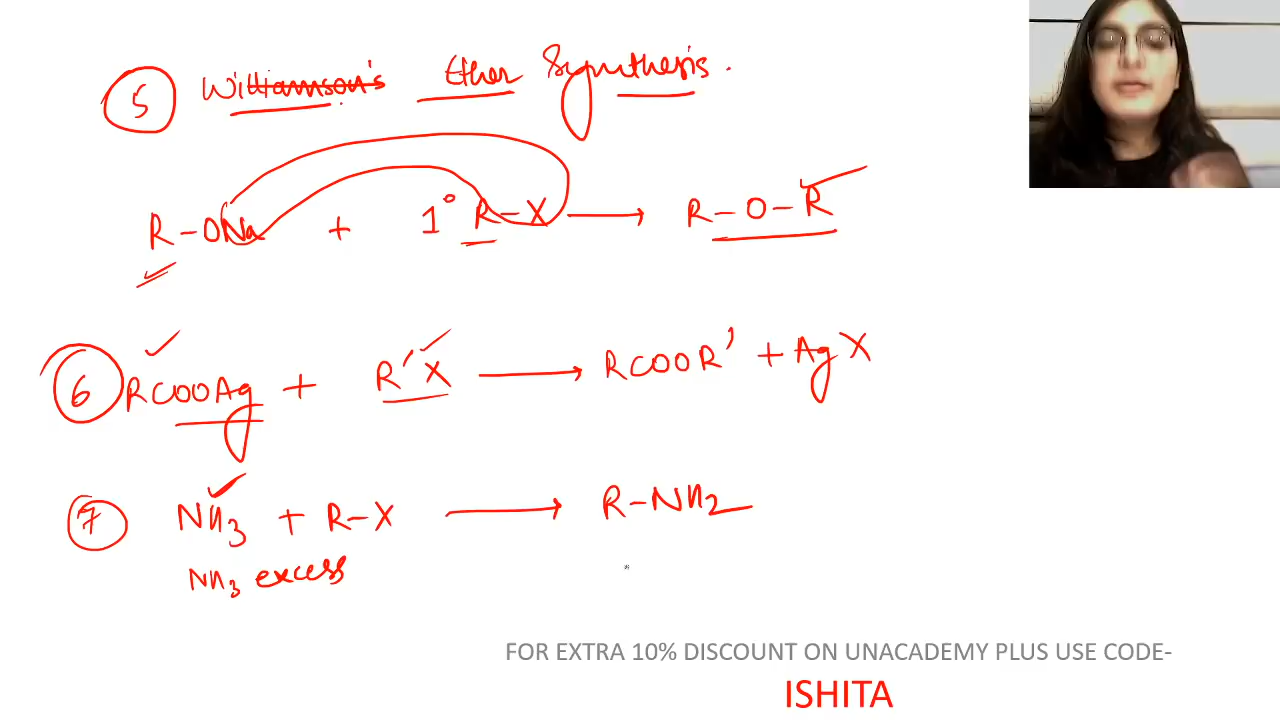 5 Williamson's Ether Synthesis.
R-ONa + 1° R-X → R-O-R
6 RCOOAg + R'X → RCOOR' + AgX
7 NH3 + R-X → R-NH2
NH3 excess
FOR EXTRA 10% DISCOUNT ON UNACADEMY PLUS USE CODE-
ISHITA